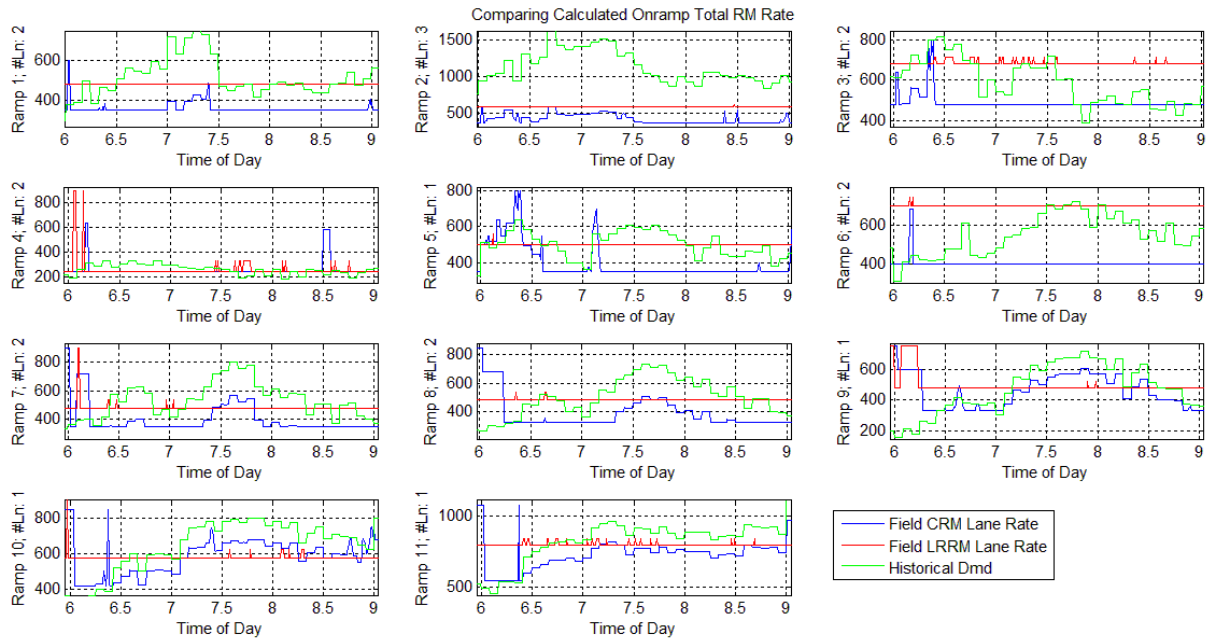 Comparing Calculated Onramp Total RM Rate
Ramp 1; #Ln: 2
600
400
6 6.5 7 7.5 8 8.5 9
Time of Day
Ramp 2; #Ln: 3
1500
1000
500
6 6.5 7 7.5 8 8.5 9
Time of Day
Ramp 3; #Ln: 2
800
600
400
6 6.5 7 7.5 8 8.5 9
Time of Day
Ramp 4; #Ln: 2
800
600
400
200
6 6.5 7 7.5 8 8.5 9
Time of Day
Ramp 5; #Ln: 1
800
600
400
6 6.5 7 7.5 8 8.5 9
Time of Day
Ramp 6; #Ln: 2
600
400
6 6.5 7 7.5 8 8.5 9
Time of Day
Ramp 7; #Ln: 2
800
600
400
6 6.5 7 7.5 8 8.5 9
Time of Day
Ramp 8; #Ln: 2
800
600
400
6 6.5 7 7.5 8 8.5 9
Time of Day
Ramp 9; #Ln: 1
600
400
200
6 6.5 7 7.5 8 8.5 9
Time of Day
Ramp 10; #Ln: 1
800
600
400
6 6.5 7 7.5 8 8.5 9
Time of Day
Ramp 11; #Ln: 1
1000
500
6 6.5 7 7.5 8 8.5 9
Time of Day
Field CRM Lane Rate
Field LRRM Lane Rate
Historical Dmd